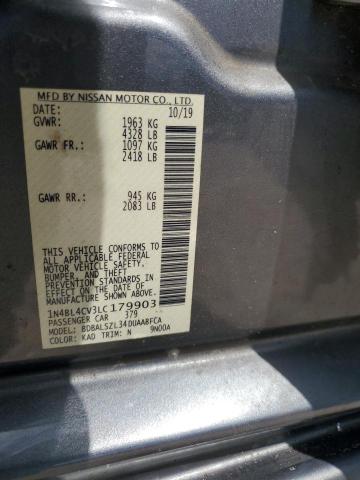 MFD BY NISSAN MOTOR CO., LTD.
DATE: 10/19
GVWR: 1963 KG
4328 LB
GAWR FR.: 1097 KG
2418 LB
GAWR RR.: 945 KG
2083 LB
THIS VEHICLE CONFORMS TO
ALL APPLICABLE FEDERAL
MOTOR VEHICLE SAFETY,
BUMPER, AND THEFT
PREVENTION STANDARDS IN
EFFECT ON THE DATE OF
MANUFACTURE SHOWN ABOVE.
1N4BL4CV3LC179903
PASSENGER CAR 379
MODEL: BDBALSZL34DUAABFCA
COLOR: KAD TRIM: N 9N00A